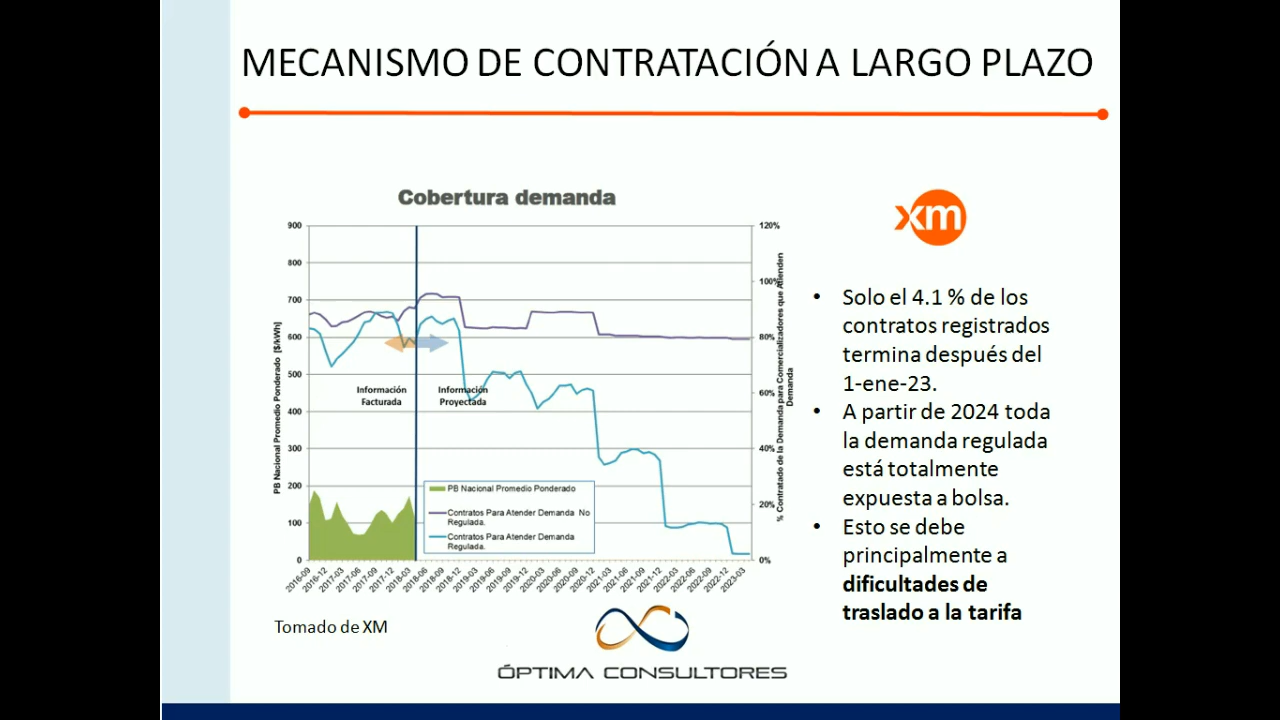 MECANISMO DE CONTRATACIÓN A LARGO PLAZO
Cobertura demanda
PB Nacional Promedio Ponderado [$/kWh]
900
800
700
600
500
400
300
200
100
0
120%
100%
80%
60%
40%
20%
0%
% Contratado de la Demanda para Comercializadores que Atienden
Demanda
Información
Facturada
Información
Proyectada
PB Nacional Promedio Ponderado
Contratos Para Atender Demanda No
Regulada.
Contratos Para Atender Demanda
Regulada.
2016-09
2016-12
2017-03
2017-06
2017-09
2017-12
2018-03
2018-06
2018-09
2018-12
2019-03
2019-06
2019-09
2019-12
2020-03
2020-06
2020-09
2020-12
2021-03
2021-06
2021-09
2021-12
2022-03
2022-06
2022-09
2022-12
2023-03
Tomado de XM
ÓPTIMA CONSULTORES
xm
• Solo el 4.1 % de los
contratos registrados
termina después del
1-ene-23.
• A partir de 2024 toda
la demanda regulada
está totalmente
expuesta a bolsa.
• Esto se debe
principalmente a
dificultades de
traslado a la tarifa